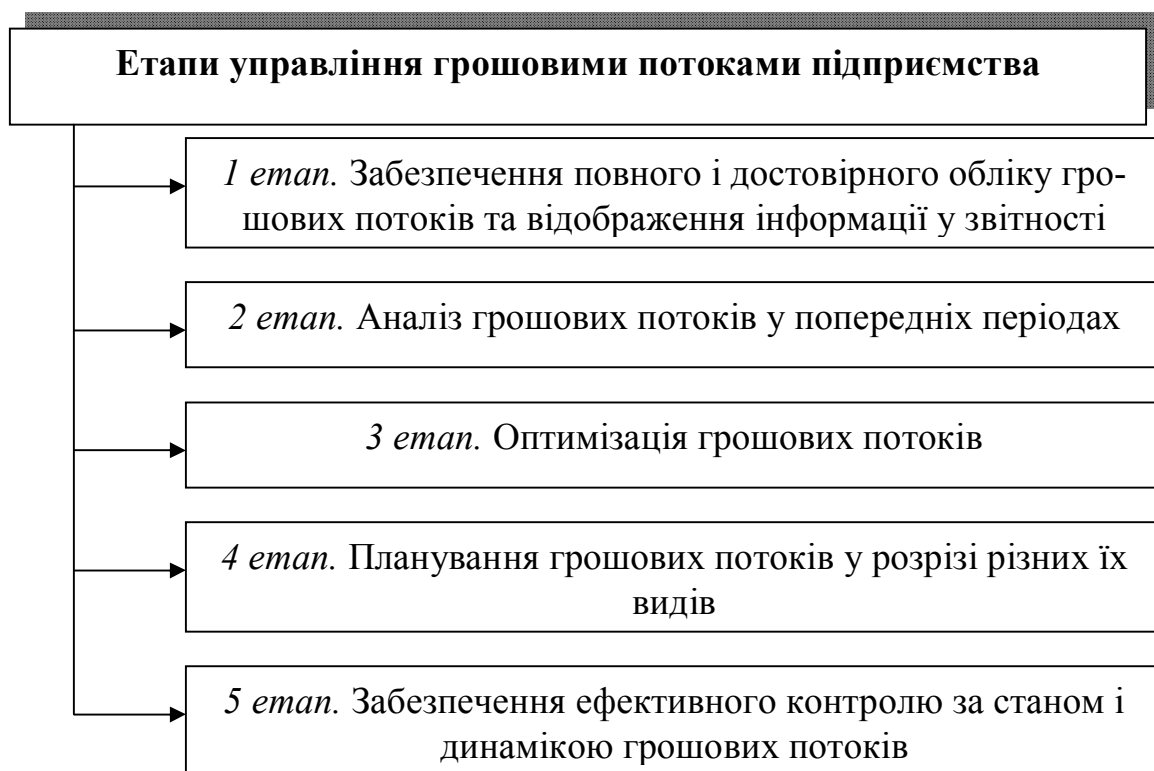 Етапи управління грошовими потоками підприємства
1 етап. Забезпечення повного і достовірного обліку гро-
шових потоків та відображення інформації у звітності
2 етап. Аналіз грошових потоків у попередніх періодах
3 етап. Оптимізація грошових потоків
4 етап. Планування грошових потоків у розрізі різних їх
видів
5 етап. Забезпечення ефективного контролю за станом і
динамікою грошових потоків